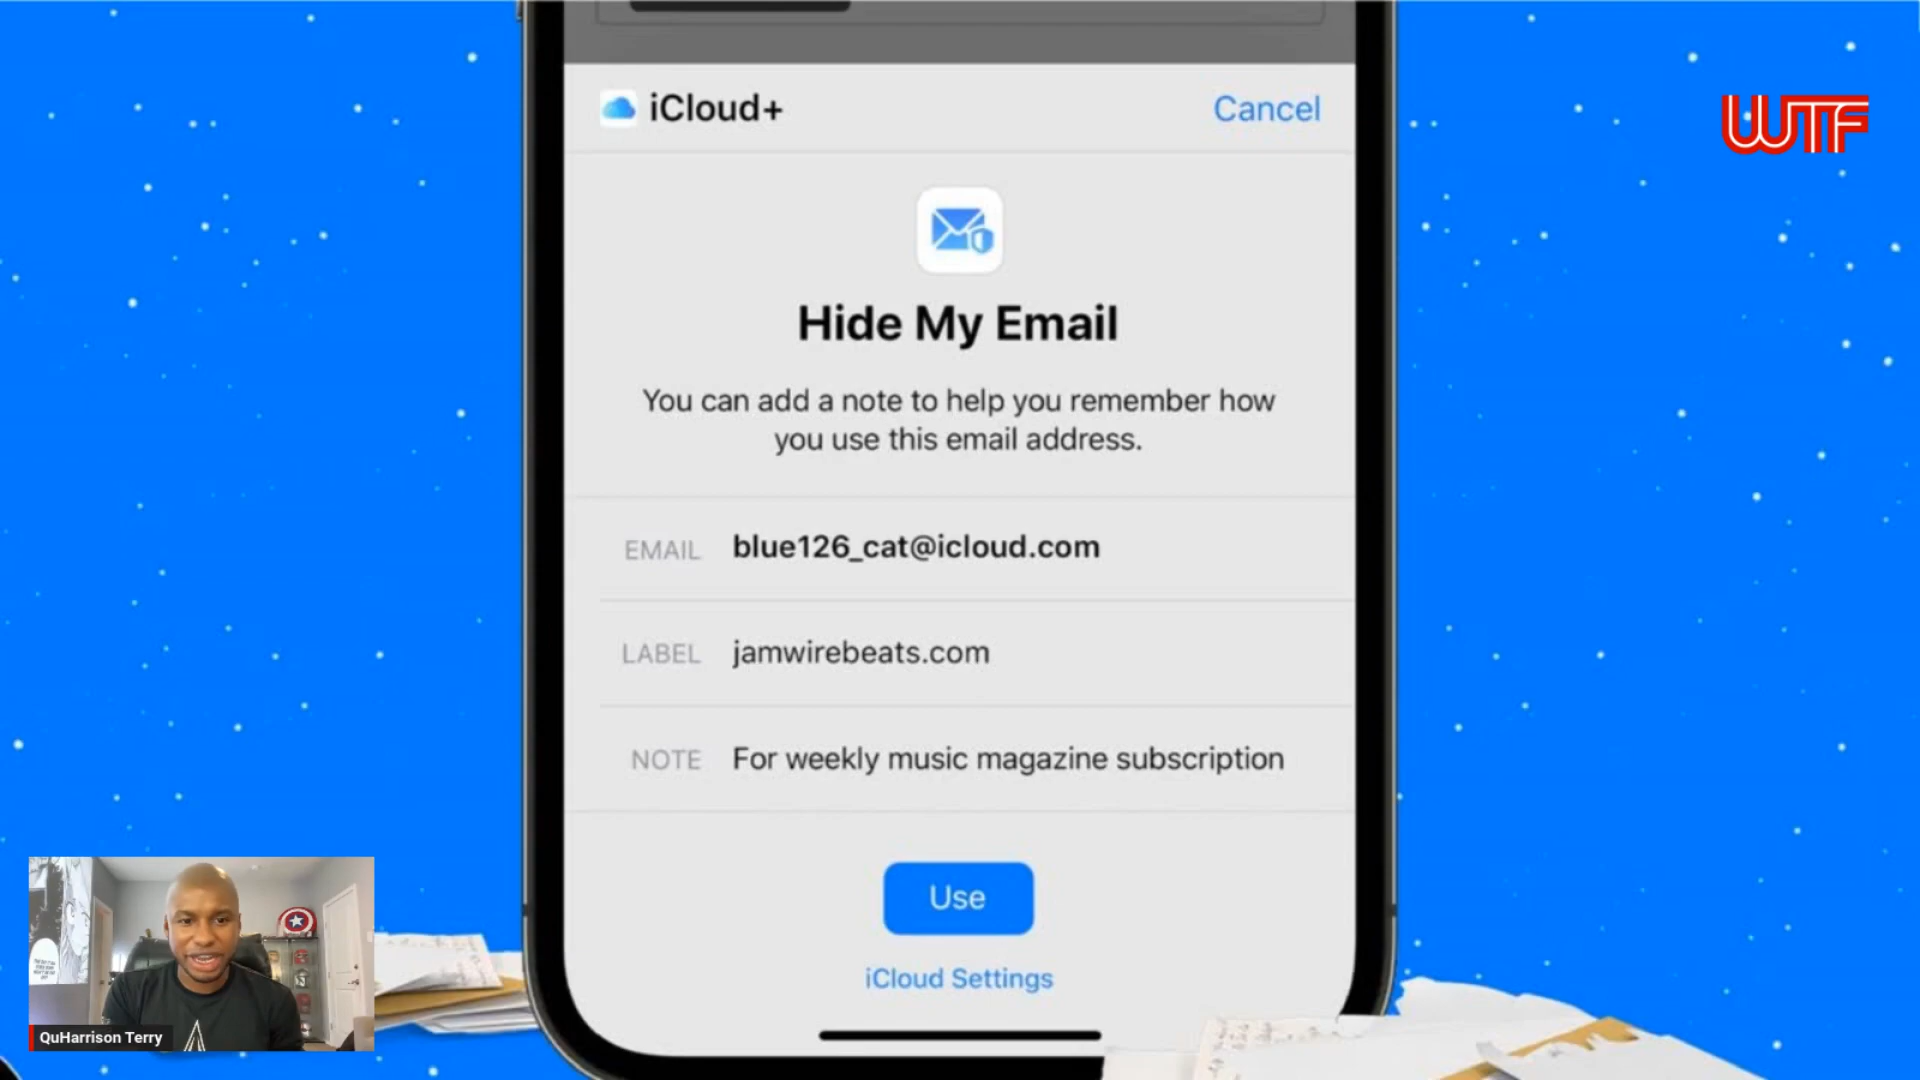 iCloud+
Cancel
WTF
Hide My Email
You can add a note to help you remember how
you use this email address.
EMAIL blue126_cat@icloud.com
LABEL jamwirebeats.com
NOTE For weekly music magazine subscription
Use
iCloud Settings
QuHarrison Terry